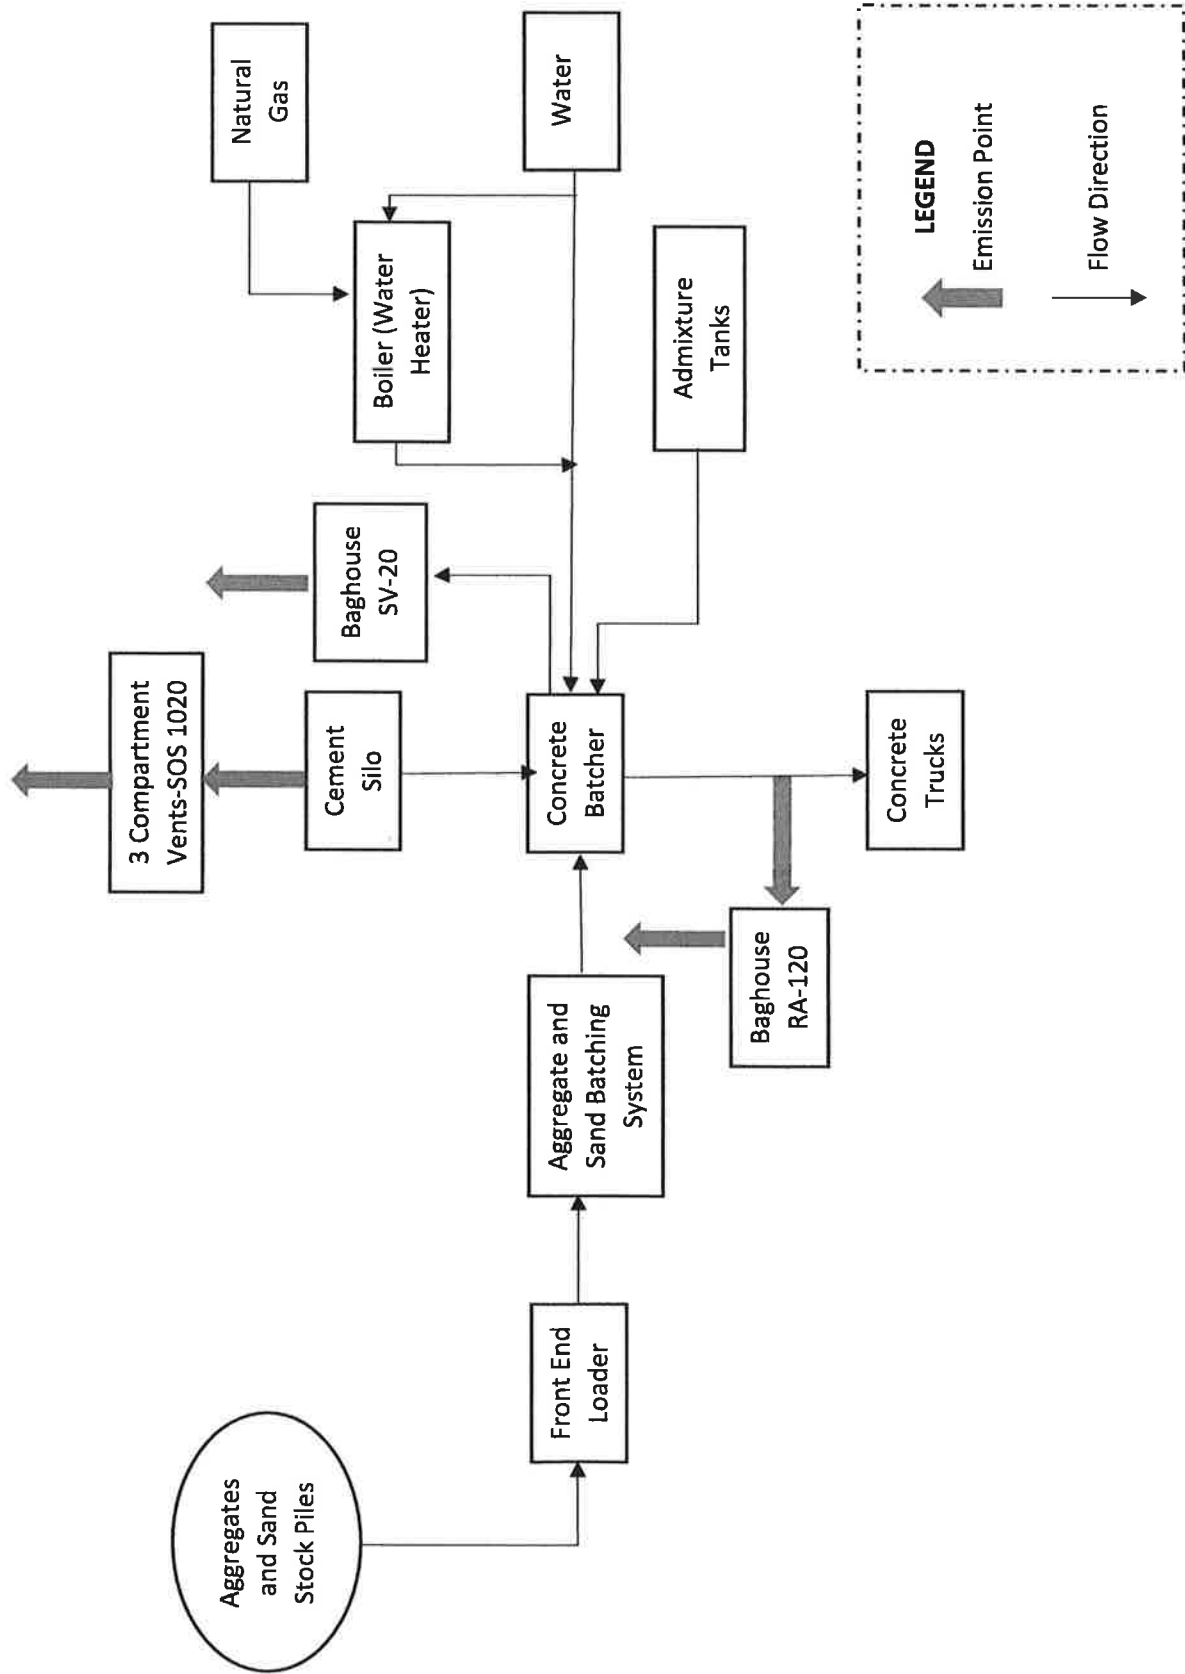 Aggregates
and Sand
Stock Piles
Front End
Loader
Aggregate and
Sand Batching
System
3 Compartment
Vents-SOS 1020
Cement
Silo
Concrete
Batcher
Baghouse
RA-120
Concrete
Trucks
Baghouse
SV-20
Boiler (Water
Heater)
Natural
Gas
Water
Admixture
Tanks
LEGEND
Emission Point
Flow Direction